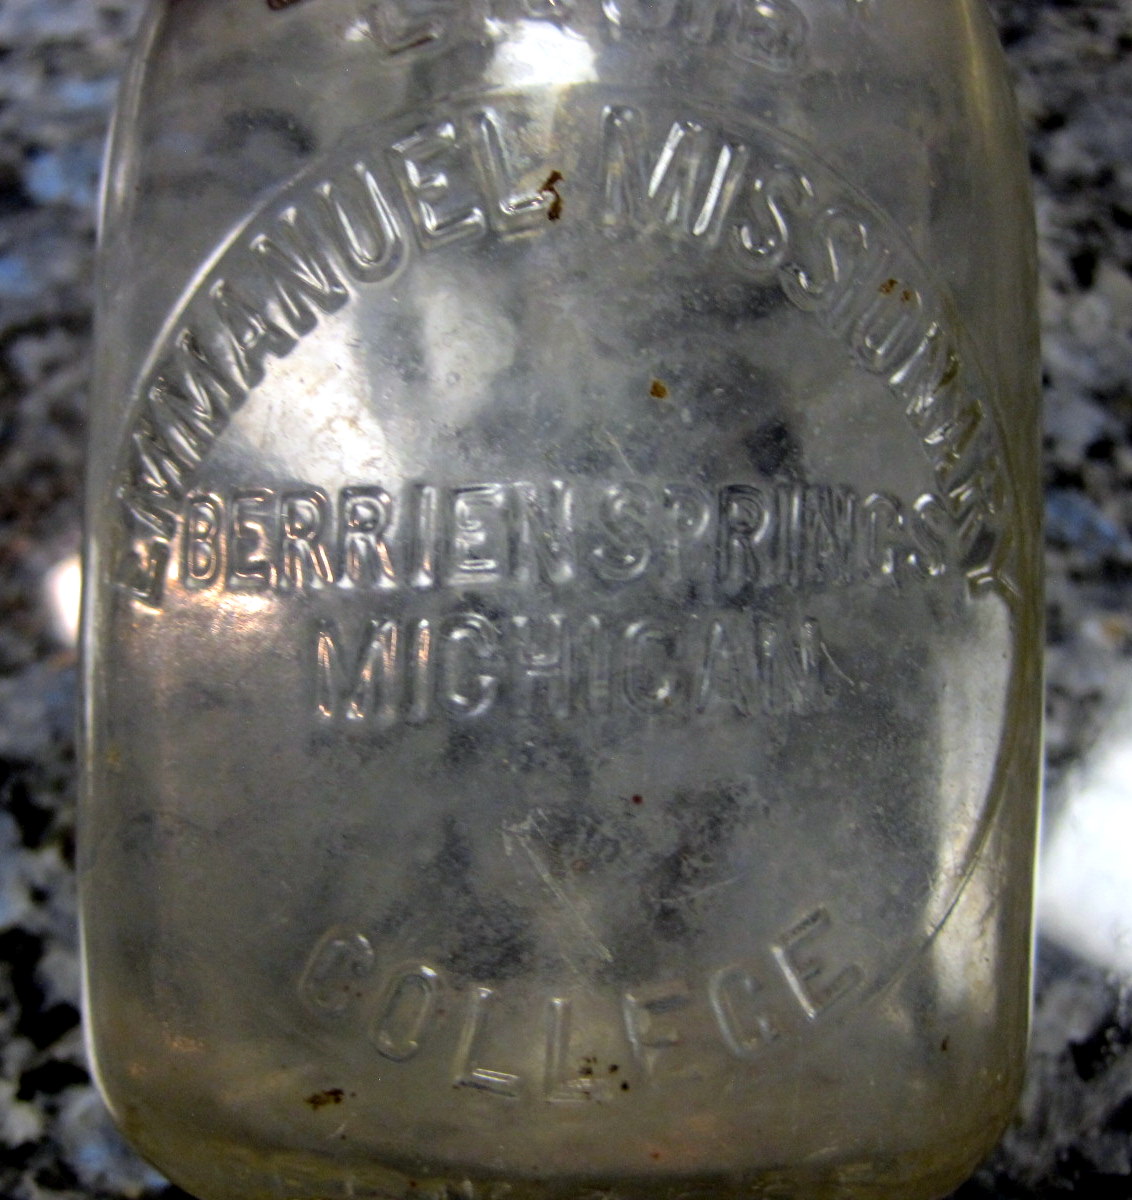 EMMANUEL MISSIONARY
BERRIEN SPRINGS
MICHIGAN
COLLEGE